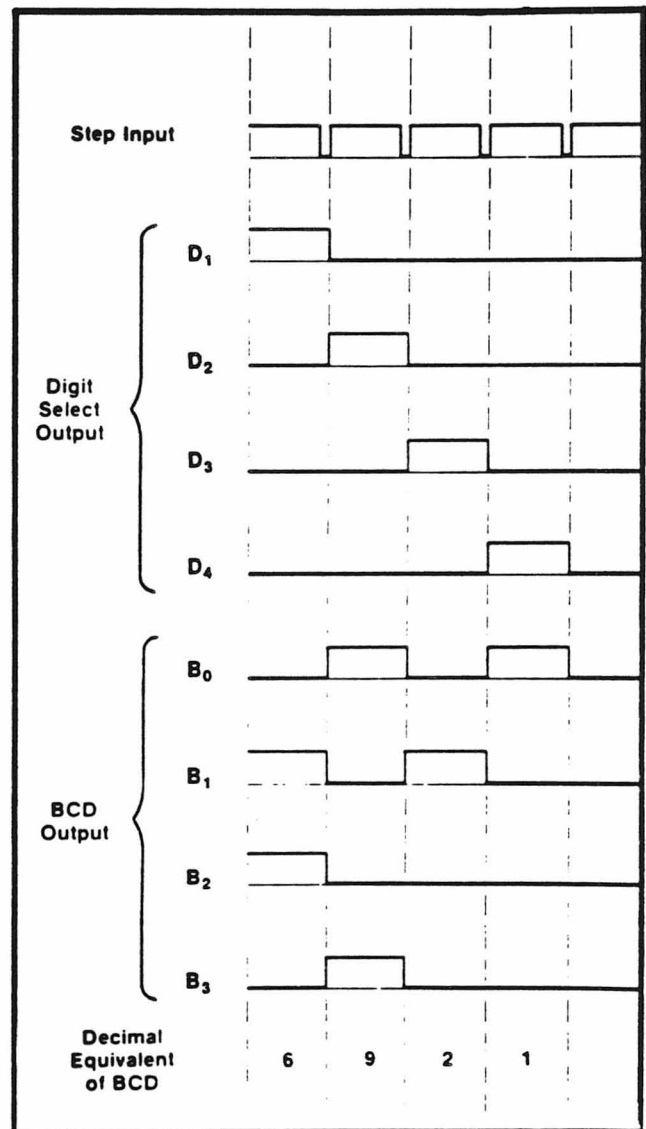 Step Input
D₁
D₂
Digit
Select
Output
D₃
D₄
B₀
B₁
BCD
Output
B₂
B₃
Decimal
Equivalent
of BCD
6 9 2 1